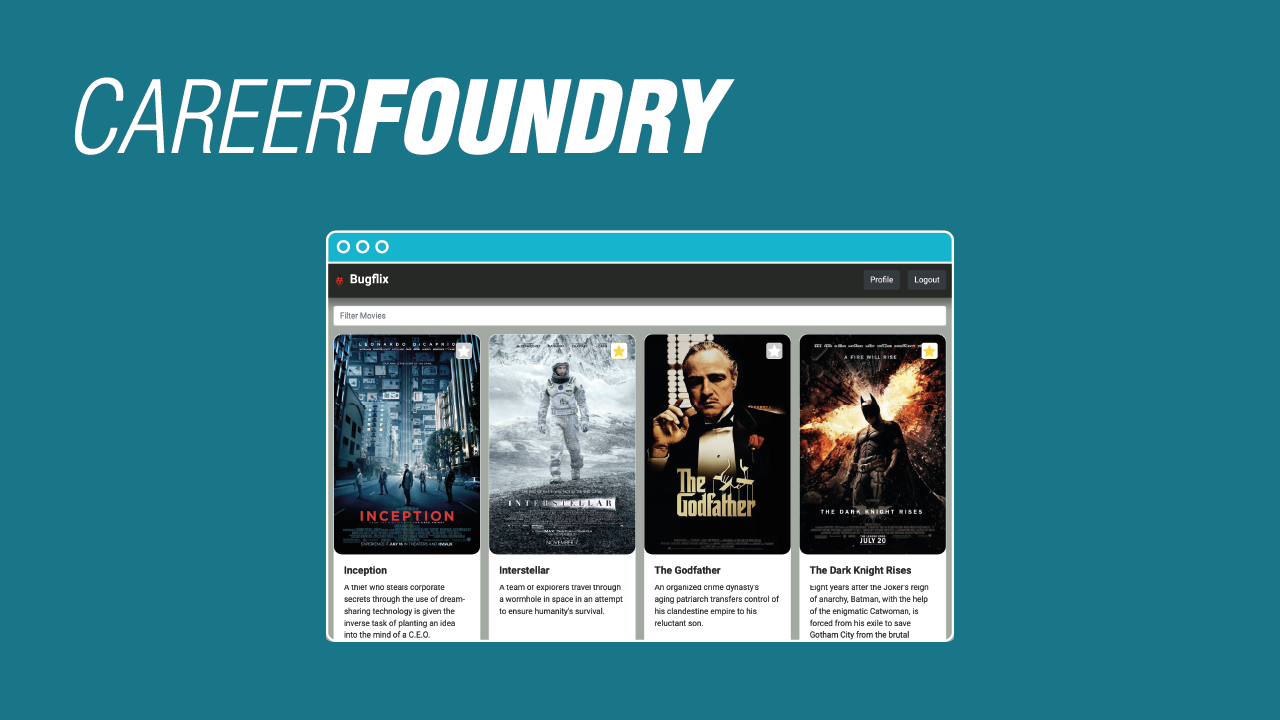 CAREERFOUNDRY
Bugflix
Profile
Logout
Filter Movies
LEONARDO DICAPRIO
INCEPTION
EXPERIENCE IT JULY 16 IN THEATERS AND IMAX
INTERSTELLAR
NOVEMBER
The
Godfather
A FIRE WILL RISE
THE DARK KNIGHT RISES
JULY 20
Inception
A thief who steals corporate
secrets through the use of dream-
sharing technology is given the
inverse task of planting an idea
into the mind of a C.E.O.
Interstellar
A team of explorers travel through
a wormhole in space in an attempt
to ensure humanity's survival.
The Godfather
An organized crime dynasty's
aging patriarch transfers control of
his clandestine empire to his
reluctant son.
The Dark Knight Rises
Eight years after the Joker's reign
of anarchy, Batman, with the help
of the enigmatic Catwoman, is
forced from his exile to save
Gotham City from the brutal